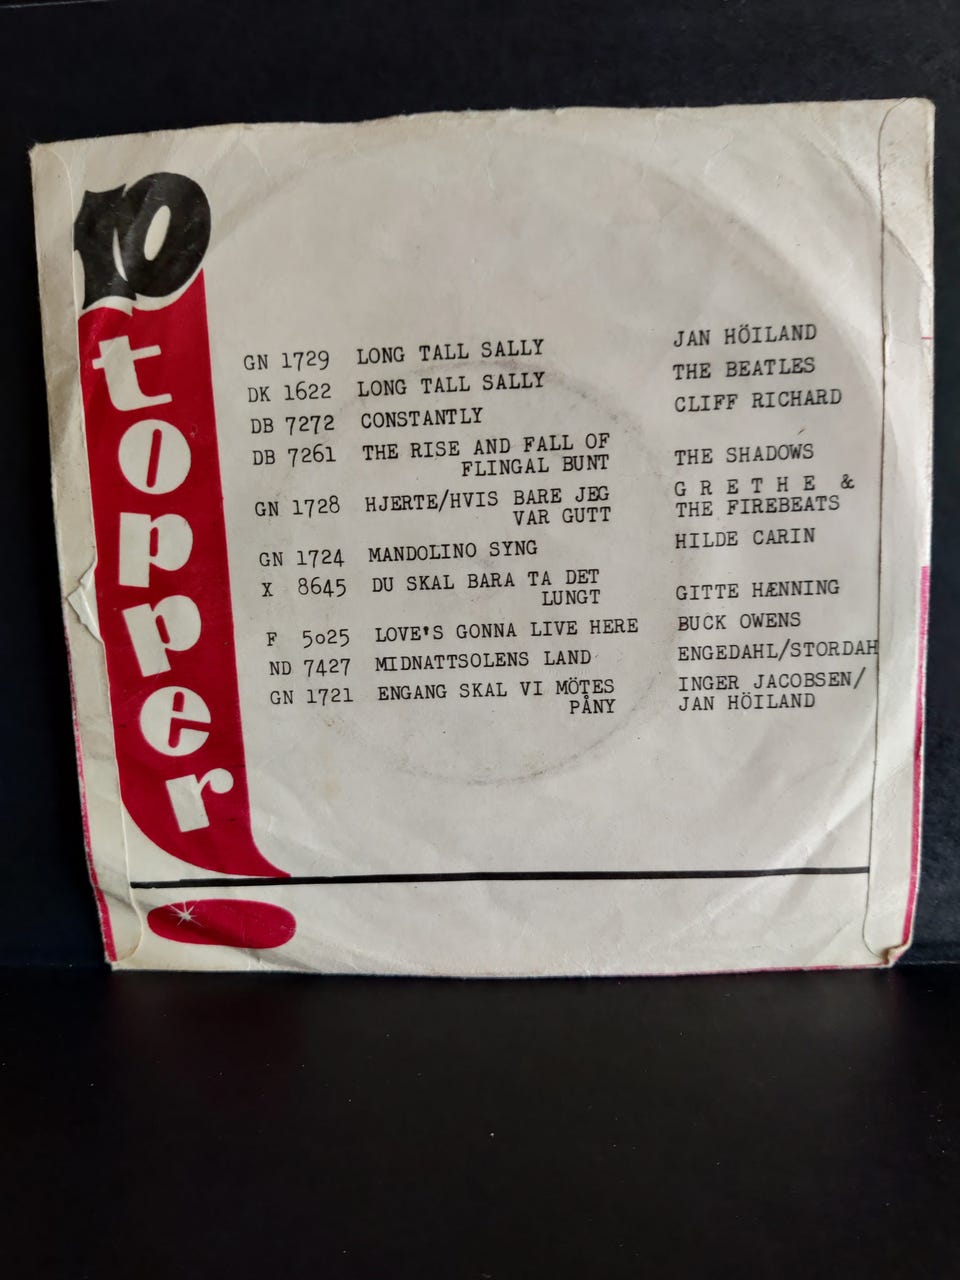 10 topper
GN 1729 LONG TALL SALLY JAN HÖILAND
DK 1622 LONG TALL SALLY THE BEATLES
DB 7272 CONSTANTLY CLIFF RICHARD
DB 7261 THE RISE AND FALL OF
FLINGAL BUNT THE SHADOWS
GN 1728 HJERTE/HVIS BARE JEG G R E T H E &
VAR GUTT THE FIREBEATS
GN 1724 MANDOLINO SYNG HILDE CARIN
X 8645 DU SKAL BARA TA DET
LUNGT GITTE HÆNNING
F 5025 LOVE'S GONNA LIVE HERE BUCK OWENS
ND 7427 MIDNATTSOLENS LAND ENGEDAHL/STORDAH
GN 1721 ENGANG SKAL VI MÖTES INGER JACOBSEN/
PÅNY JAN HÖILAND